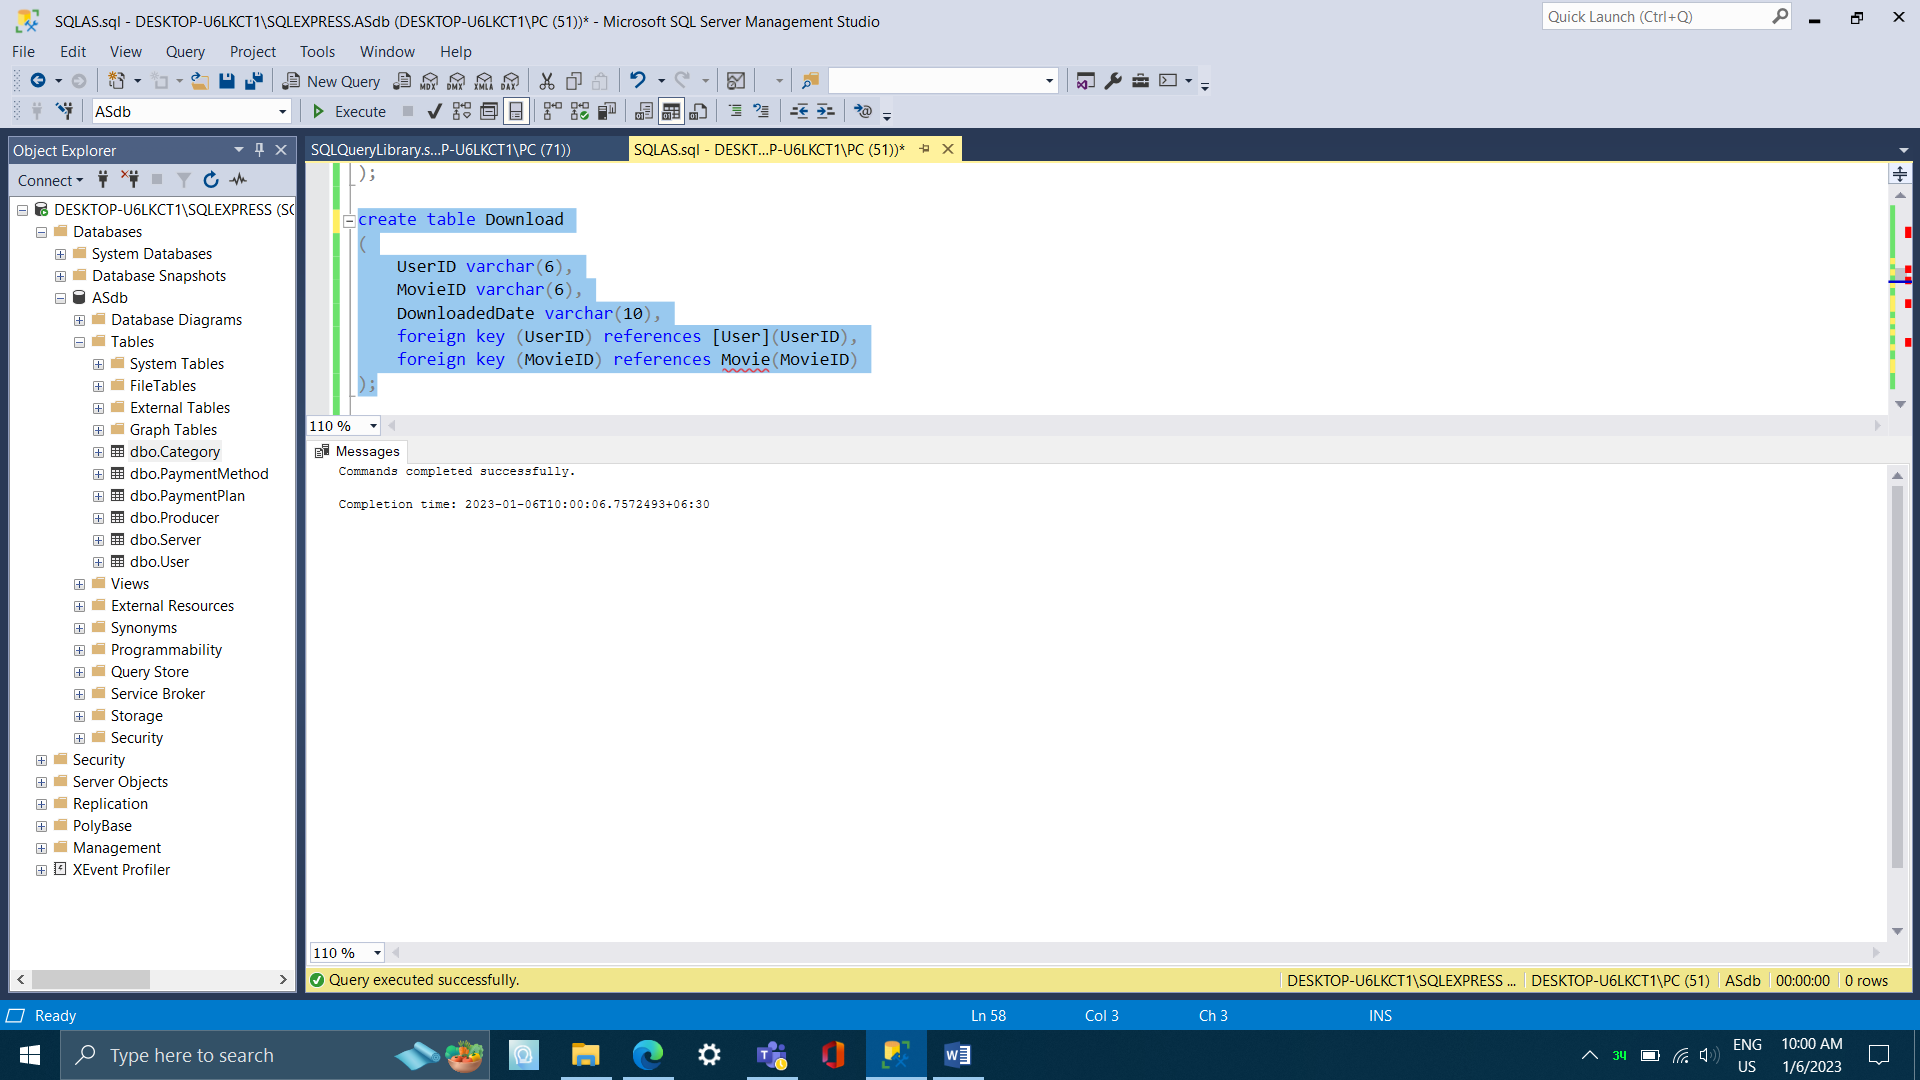 SQLAS.sql - DESKTOP-U6LKCT1\SQLEXPRESS.ASdb (DESKTOP-U6LKCT1\PC (51))* - Microsoft SQL Server Management Studio
Quick Launch (Ctrl+Q)
File Edit View Query Project Tools Window Help
New Query
MDX DMX XMLA DAX
ASdb
Execute
Object Explorer
Connect
DESKTOP-U6LKCT1\SQLEXPRESS (SQ
Databases
System Databases
Database Snapshots
ASdb
Database Diagrams
Tables
System Tables
FileTables
External Tables
Graph Tables
dbo.Category
dbo.PaymentMethod
dbo.PaymentPlan
dbo.Producer
dbo.Server
dbo.User
Views
External Resources
Synonyms
Programmability
Query Store
Service Broker
Storage
Security
Security
Server Objects
Replication
PolyBase
Management
XEvent Profiler
SQLQueryLibrary.s...P-U6LKCT1\PC (71))
SQLAS.sql - DESKT...P-U6LKCT1\PC (51))*
);
create table Download
(
UserID varchar(6),
MovieID varchar(6),
DownloadedDate varchar(10),
foreign key (UserID) references [User](UserID),
foreign key (MovieID) references Movie(MovieID)
);
110 %
Messages
Commands completed successfully.
Completion time: 2023-01-06T10:00:06.7572493+06:30
110 %
Query executed successfully.
DESKTOP-U6LKCT1\SQLEXPRESS ... DESKTOP-U6LKCT1\PC (51) ASdb 00:00:00 0 rows
Ready
Ln 58 Col 3 Ch 3 INS
Type here to search
34
ENG
US
10:00 AM
1/6/2023